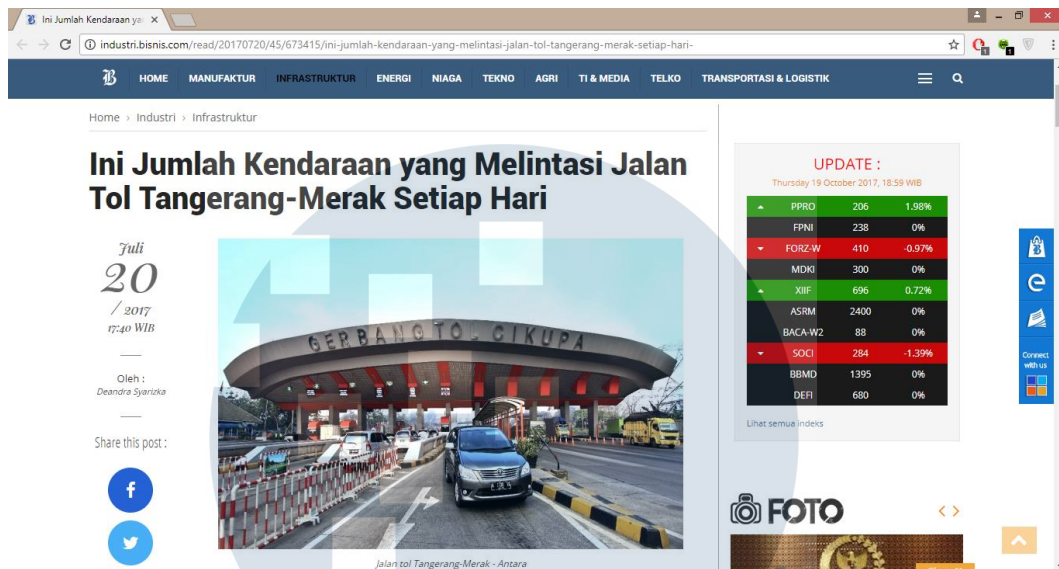 Ini Jumlah Kendaraan ya
industri.bisnis.com/read/20170720/45/673415/ini-jumlah-kendaraan-yang-melintasi-jalan-tol-tangerang-merak-setiap-hari-
1
1
B HOME MANUFAKTUR INFRASTRUKTUR ENERGI NIAGA TEKNO AGRI TI & MEDIA TELKO TRANSPORTASI & LOGISTIK
Home › Industri › Infrastruktur
Ini Jumlah Kendaraan yang Melintasi Jalan
Tol Tangerang-Merak Setiap Hari
Juli
20
/ 2017
17:40 WIB
Oleh :
Deandra Syarizka
Share this post :
f
GERBANG TOL CIKUPA
Jalan tol Tangerang-Merak - Antara
UPDATE :
Thursday 19 October 2017, 18:59 WIB
PPRO 206 1.98%
FPNI 238 0%
FORZ-W 410 -0.97%
MDKI 300 0%
XIIF 696 0.72%
ASRM 2400 0%
BACA-W2 88 0%
SOCI 284 -1.39%
BBMD 1395 0%
DEFI 680 0%
Lihat semua indeks
FOTO
Connect
with us